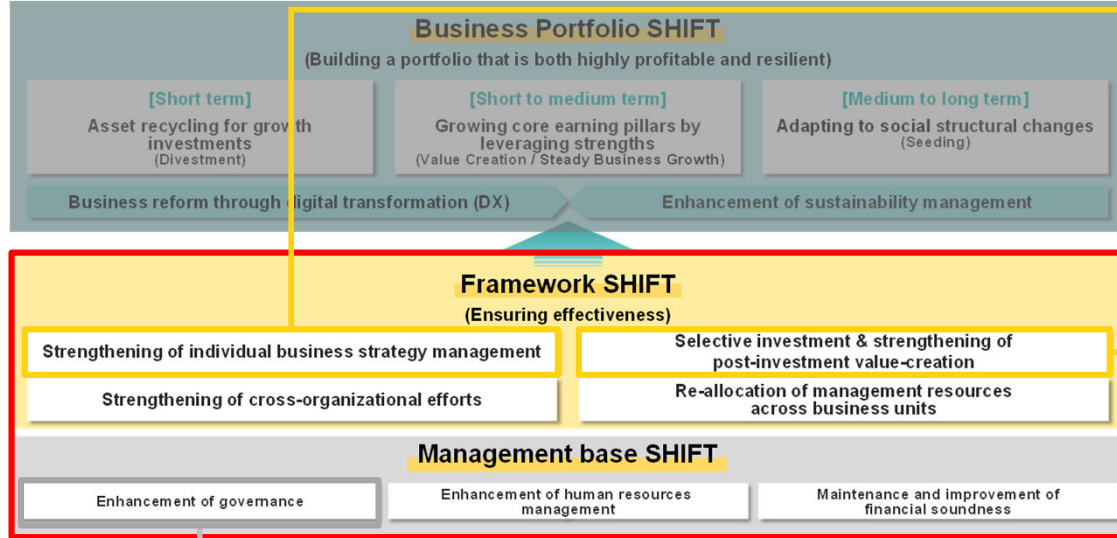 Business Portfolio SHIFT
(Building a portfolio that is both highly profitable and resilient)
[Short term]
Asset recycling for growth
investments
(Divestment)
[Short to medium term]
Growing core earning pillars by
leveraging strengths
(Value Creation / Steady Business Growth)
[Medium to long term]
Adapting to social structural changes
(Seeding)
Business reform through digital transformation (DX)
Enhancement of sustainability management
Framework SHIFT
(Ensuring effectiveness)
Strengthening of individual business strategy management
Selective investment & strengthening of
post-investment value-creation
Strengthening of cross-organizational efforts
Re-allocation of management resources
across business units
Management base SHIFT
Enhancement of governance
Enhancement of human resources
management
Maintenance and improvement of
financial soundness